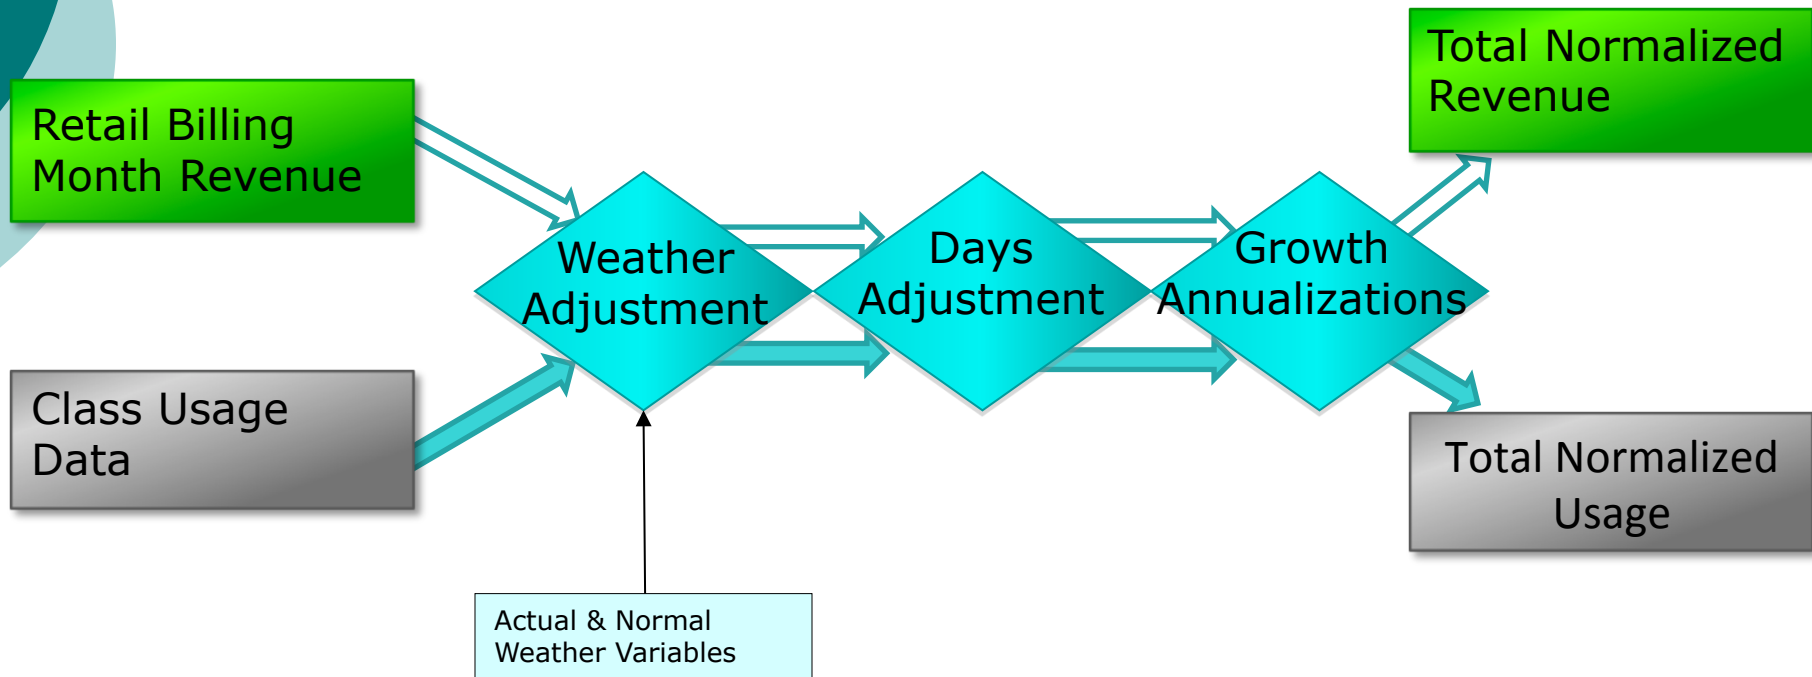 Retail Billing
Month Revenue
Class Usage
Data
Weather
Adjustment
Days
Adjustment
Growth
Annualizations
Total Normalized
Revenue
Total Normalized
Usage
Actual & Normal
Weather Variables